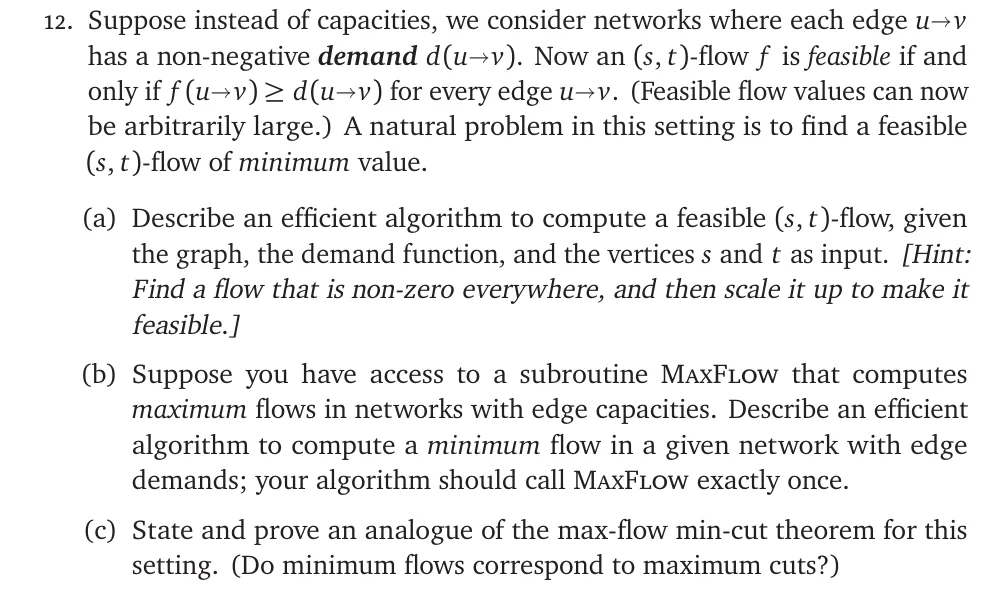 12. Suppose instead of capacities, we consider networks where each edge u→v
has a non-negative demand d(u→v). Now an (s, t)-flow f is feasible if and
only if f(u→v) ≥ d(u→v) for every edge u→v. (Feasible flow values can now
be arbitrarily large.) A natural problem in this setting is to find a feasible
(s, t)-flow of minimum value.
(a) Describe an efficient algorithm to compute a feasible (s, t)-flow, given
the graph, the demand function, and the vertices s and t as input. [Hint:
Find a flow that is non-zero everywhere, and then scale it up to make it
feasible.]
(b) Suppose you have access to a subroutine MAXFLOW that computes
maximum flows in networks with edge capacities. Describe an efficient
algorithm to compute a minimum flow in a given network with edge
demands; your algorithm should call MAXFLOW exactly once.
(c) State and prove an analogue of the max-flow min-cut theorem for this
setting. (Do minimum flows correspond to maximum cuts?)